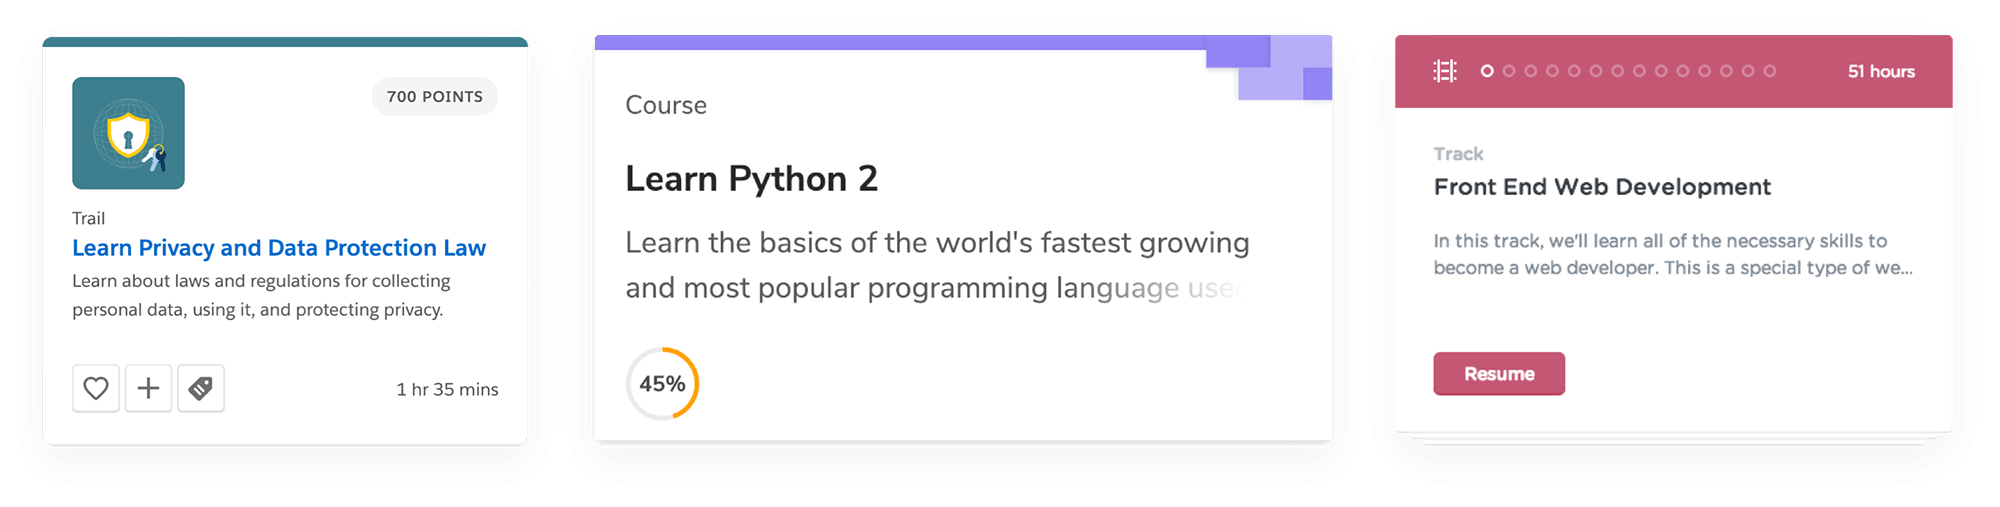 700 POINTS
Trail
Learn Privacy and Data Protection Law
Learn about laws and regulations for collecting
personal data, using it, and protecting privacy.
1 hr 35 mins
Course
Learn Python 2
Learn the basics of the world's fastest growing
and most popular programming language used
45%
51 hours
Track
Front End Web Development
In this track, we'll learn all of the necessary skills to
become a web developer. This is a special type of we...
Resume